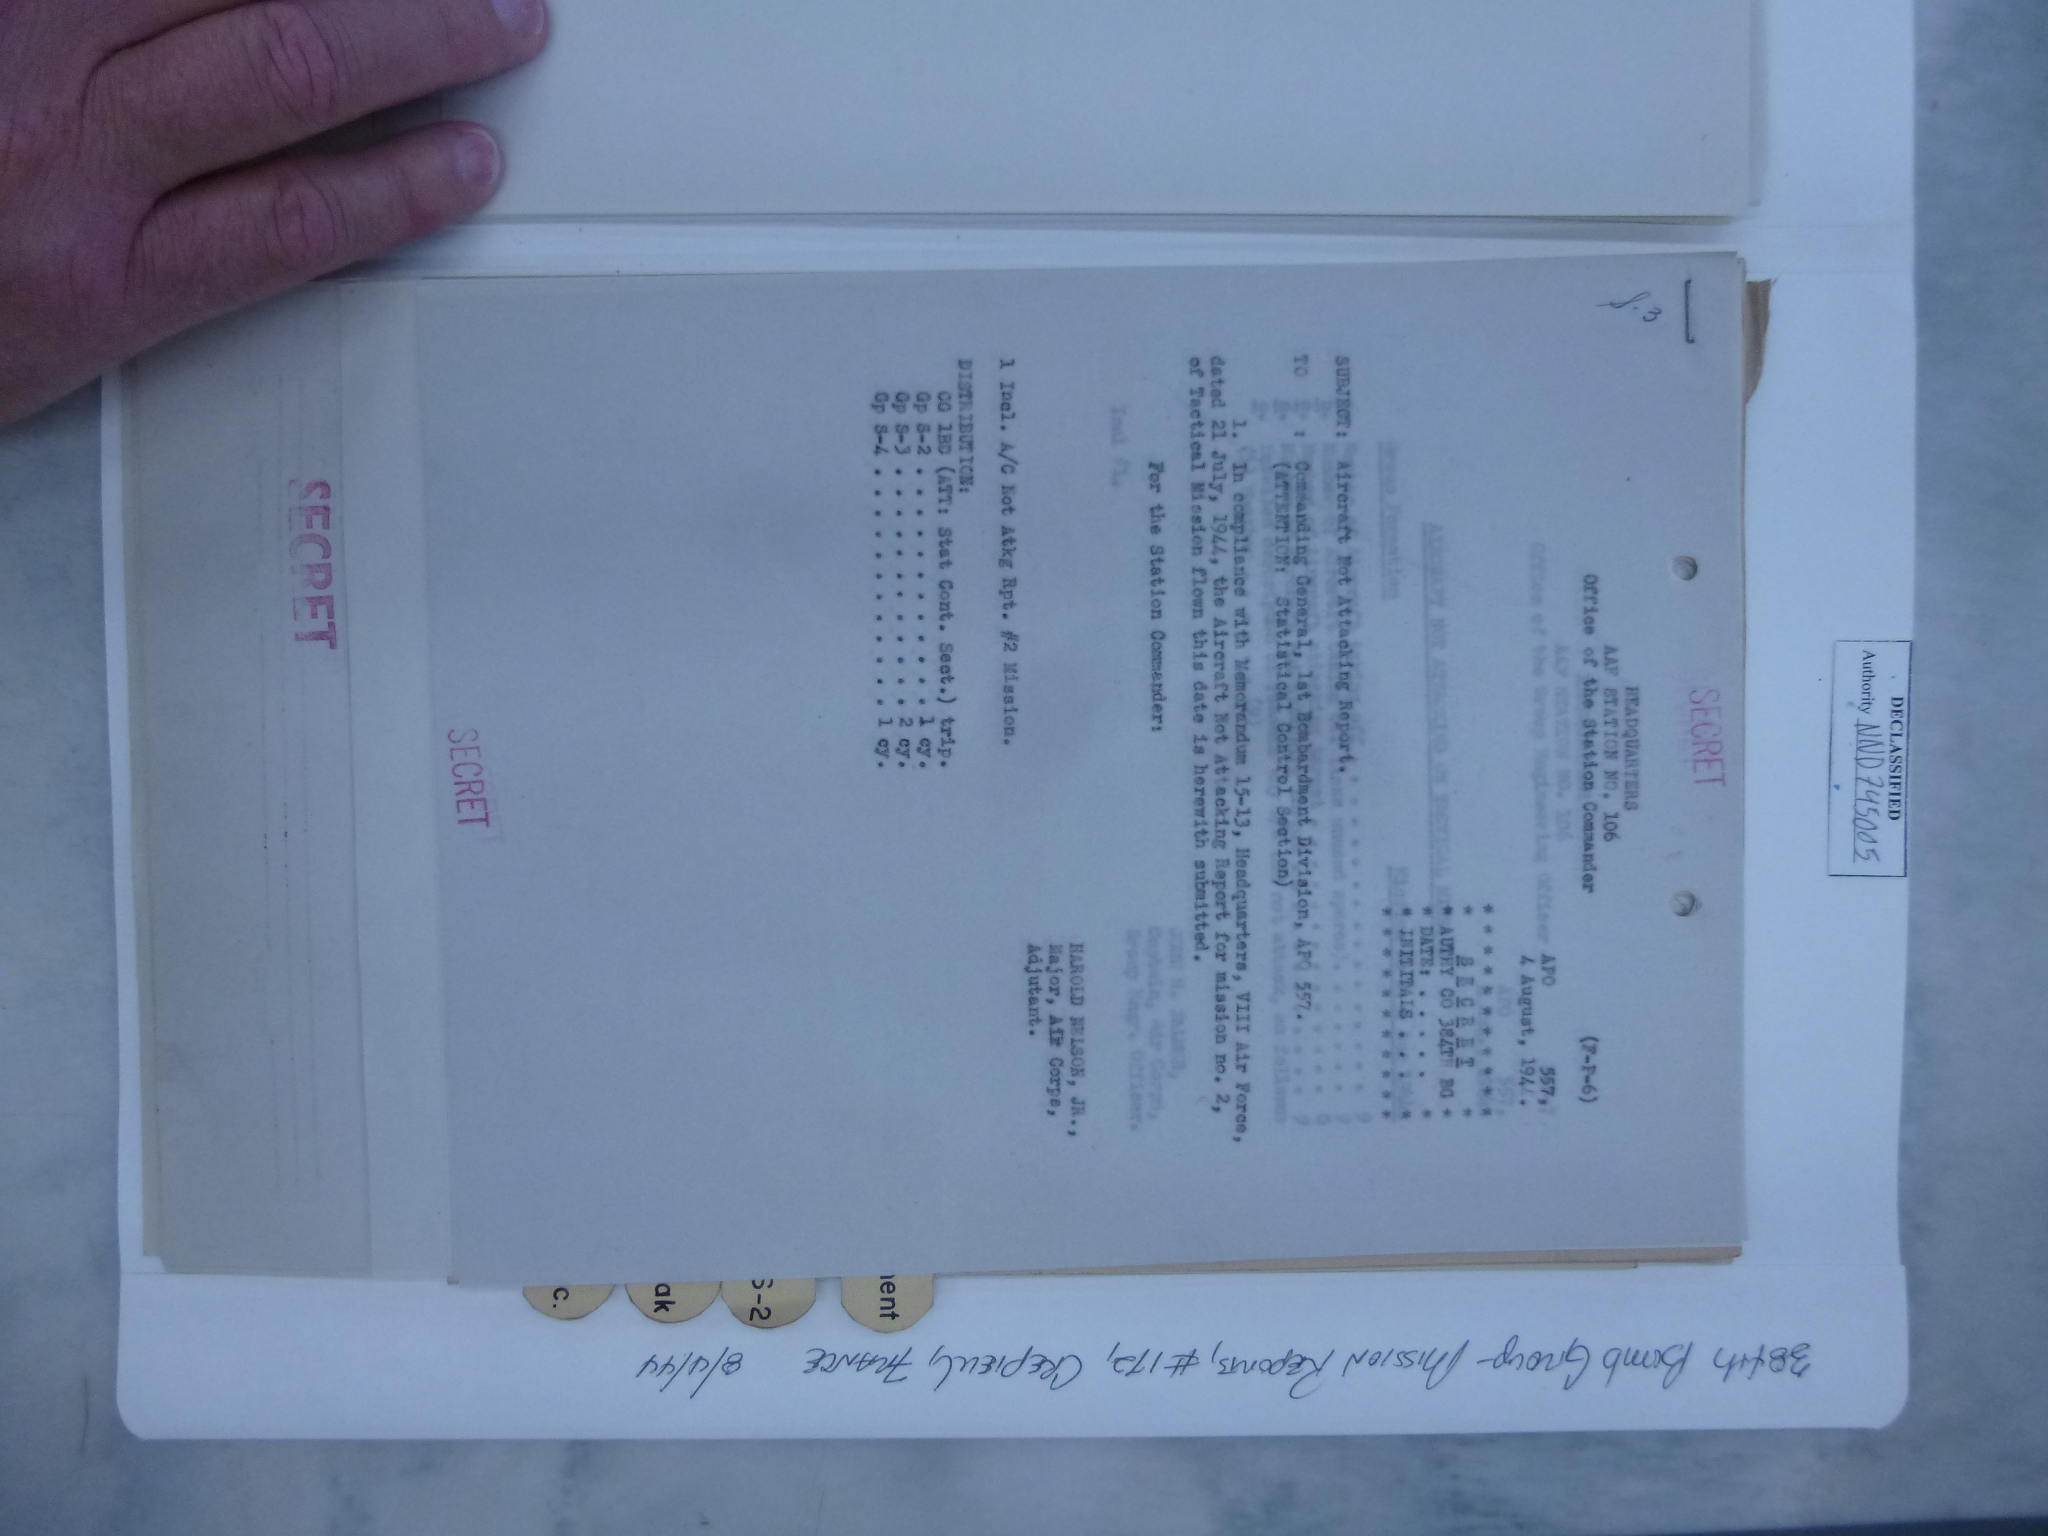 DECLASSIFIED
Authority NND 745005
SECRET
HEADQUARTERS
AAF STATION NO. 106
Office of the Station Commander
(F-P-6)
APO 557,
4 August, 1944.
* * * * * * * * * * *
* S E C R E T *
* AUTHY CO 384TH BG *
* DATE: . . . . . *
* INITITALS . . . . *
* * * * * * * * * * *
SUBJECT: Aircraft Not Attacking Report.
TO : Commanding General, 1st Bombardment Division, APO 557.
(ATTENTION: Statistical Control Section)
1. In compliance with Memorandum 15-13, Headquarters, VIII Air Force,
dated 21 July, 1944, the Aircraft Not Attacking Report for mission no. 2,
of Tactical Mission flown this date is herewith submitted.
For the Station Commander:
HAROLD NELSON, JR.,
Major, Air Corps,
Adjutant.
1 Incl. A/C Not Atkg Rpt. #2 Mission.
DISTRIBUTION:
CG 1BD (ATT: Stat Cont. Sect.) trip.
Gp S-2 . . . . . . . . . . . 1 cy.
Gp S-3 . . . . . . . . . . . 2 cy.
Gp S-4 . . . . . . . . . . . 1 cy.
SECRET
SECRET
ment
S-2
ak
c.
384th Bomb Group - Mission Reports, #172, Crepieul, France 8/4/44